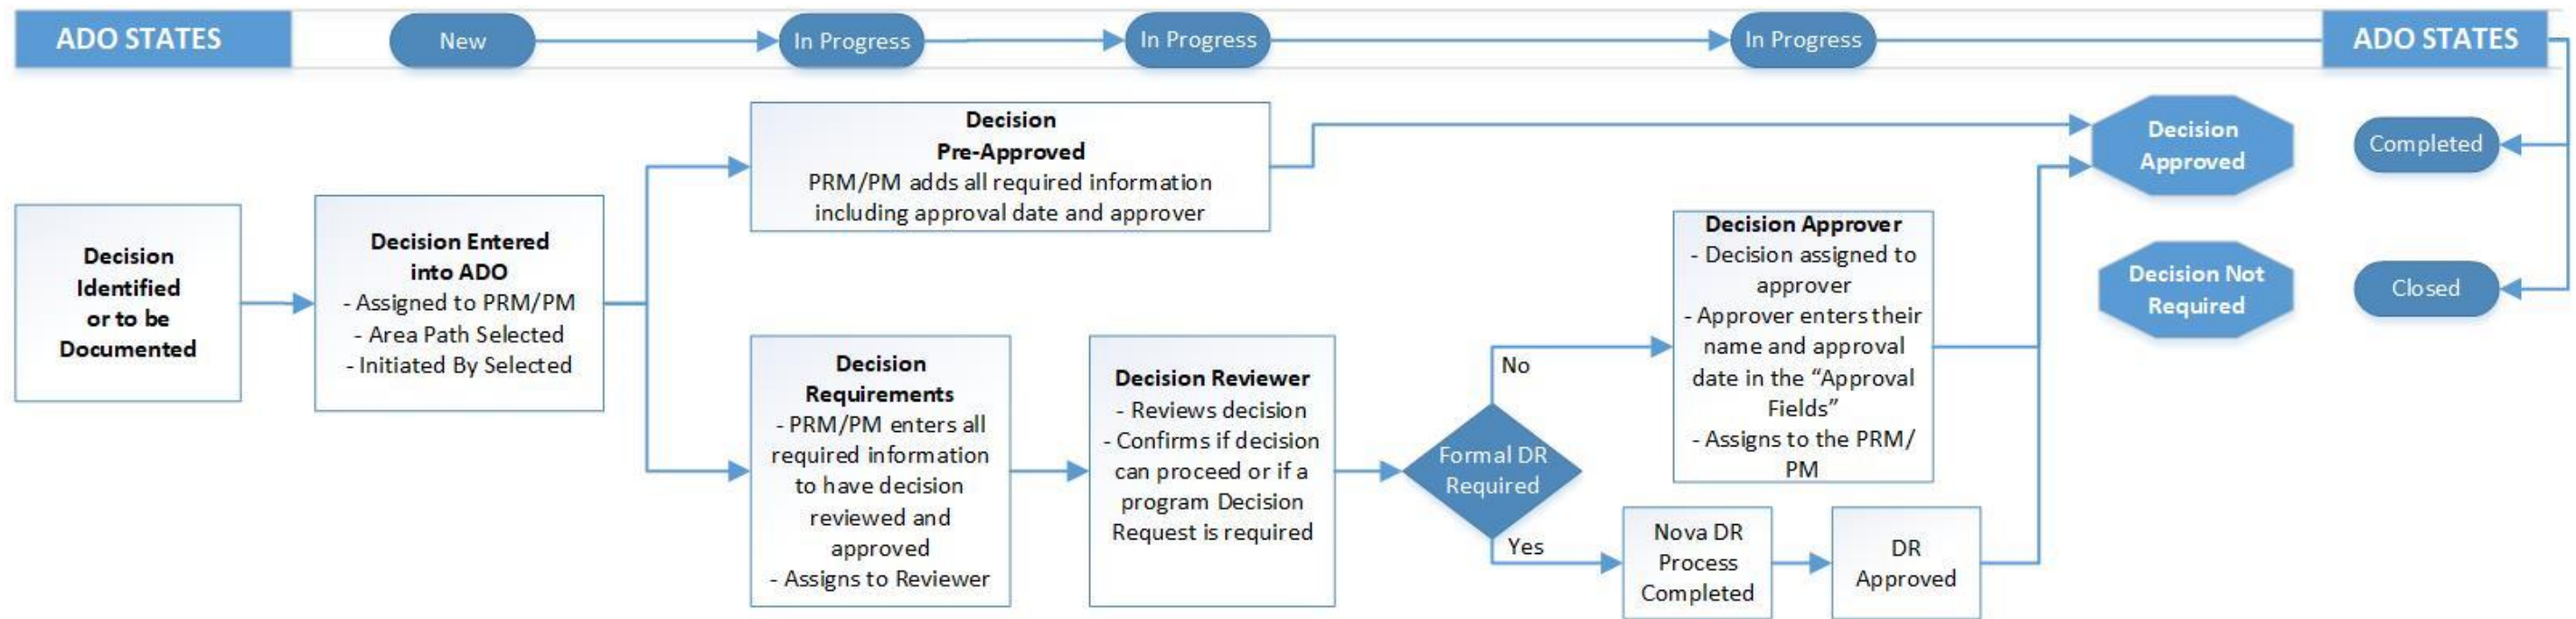 ADO STATES
New
In Progress
In Progress
In Progress
ADO STATES
Decision
Identified
or to be
Documented
Decision Entered
into ADO
- Assigned to PRM/PM
- Area Path Selected
- Initiated By Selected
Decision
Pre-Approved
PRM/PM adds all required information
including approval date and approver
Decision
Requirements
- PRM/PM enters all
required information
to have decision
reviewed and
approved
- Assigns to Reviewer
Decision Reviewer
- Reviews decision
- Confirms if decision
can proceed or if a
program Decision
Request is required
Formal DR
Required
No
Yes
Decision Approver
- Decision assigned to
approver
- Approver enters their
name and approval
date in the “Approval
Fields”
- Assigns to the PRM/
PM
Nova DR
Process
Completed
DR
Approved
Decision
Approved
Completed
Decision Not
Required
Closed